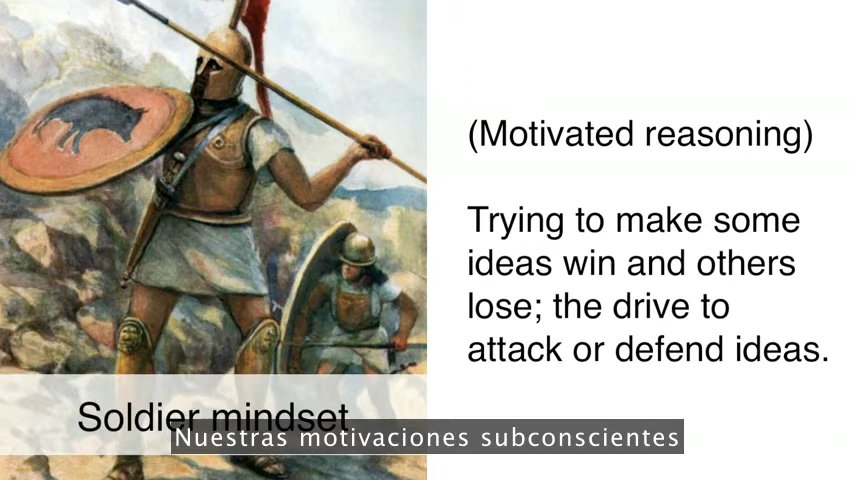 (Motivated reasoning)
Trying to make some
ideas win and others
lose; the drive to
attack or defend ideas.
Soldier mindset
Nuestras motivaciones subconscientes